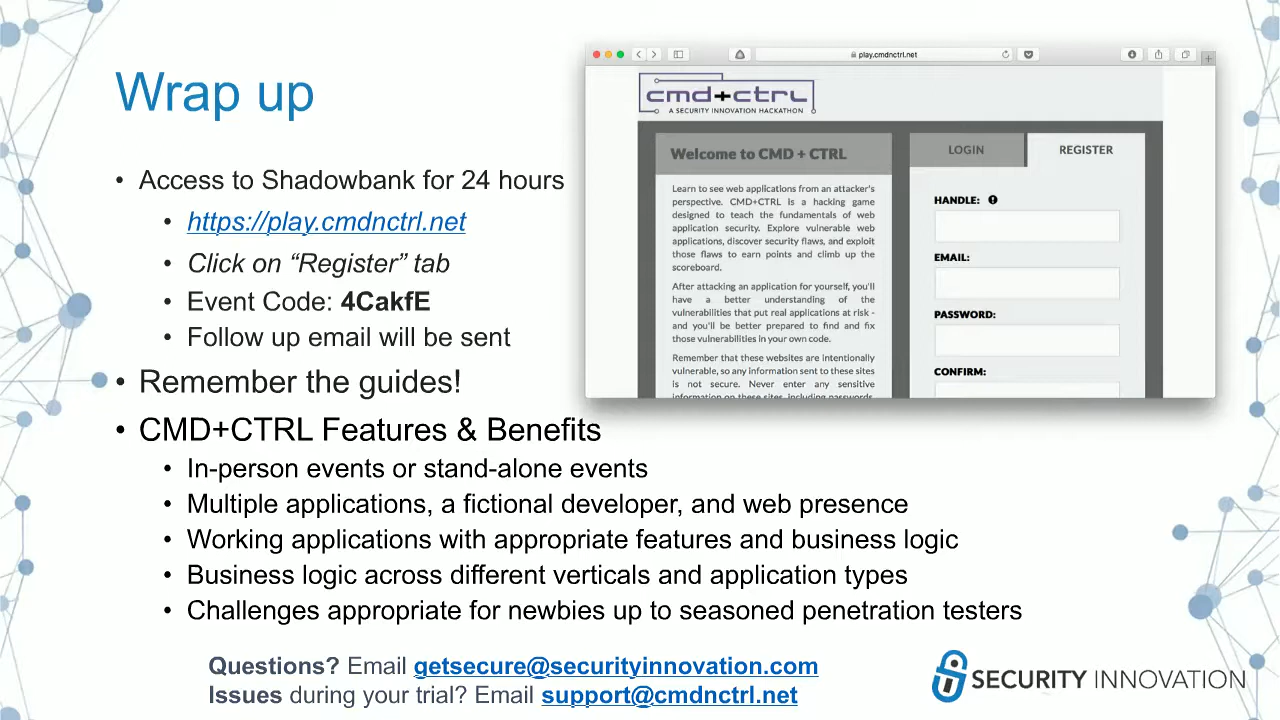 Wrap up
• Access to Shadowbank for 24 hours
• https://play.cmdnctrl.net
• Click on “Register” tab
• Event Code: 4CakfE
• Follow up email will be sent
• Remember the guides!
• CMD+CTRL Features & Benefits
• In-person events or stand-alone events
• Multiple applications, a fictional developer, and web presence
• Working applications with appropriate features and business logic
• Business logic across different verticals and application types
• Challenges appropriate for newbies up to seasoned penetration testers
play.cmdnctrl.net
cmd+ctrl
A SECURITY INNOVATION HACKATHON
Welcome to CMD + CTRL
Learn to see web applications from an attacker's
perspective. CMD+CTRL is a hacking game
designed to teach the fundamentals of web
application security. Explore vulnerable web
applications, discover security flaws, and exploit
those flaws to earn points and climb up the
scoreboard.
After attacking an application for yourself, you'll
have a better understanding of the
vulnerabilities that put real applications at risk -
and you'll be better prepared to find and fix
those vulnerabilities in your own code.
Remember that these websites are intentionally
vulnerable, so any information sent to these sites
is not secure. Never enter any sensitive
information on these sites, including passwords,
LOGIN
REGISTER
HANDLE:
EMAIL:
PASSWORD:
CONFIRM:
Questions? Email getsecure@securityinnovation.com
Issues during your trial? Email support@cmdnctrl.net
SECURITY INNOVATION